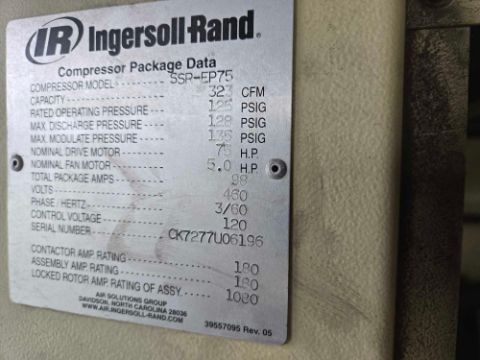 IR Ingersoll-Rand®
Compressor Package Data
COMPRESSOR MODEL ------- SSR-EP75
CAPACITY ---------------- 323 CFM
RATED OPERATING PRESSURE - 125 PSIG
MAX. DISCHARGE PRESSURE ---- 128 PSIG
MAX. MODULATE PRESSURE ---- 135 PSIG
NOMINAL DRIVE MOTOR ------- 75 H.P.
NOMINAL FAN MOTOR -------- 5.0 H.P.
TOTAL PACKAGE AMPS --------
VOLTS ------------------- 460
PHASE / HERTZ ------------- 3/60
CONTROL VOLTAGE ---------- 120
SERIAL NUMBER ------- CK7277U06196
CONTACTOR AMP. RATING ------ 180
ASSEMBLY AMP. RATING ------- 180
LOCKED ROTOR AMP. RATING OF ASSY. - 1080
AIR SOLUTIONS GROUP
DAVIDSON, NORTH CAROLINA 28036
WWW.AIR.INGERSOLL-RAND.COM
39557095 Rev. 05